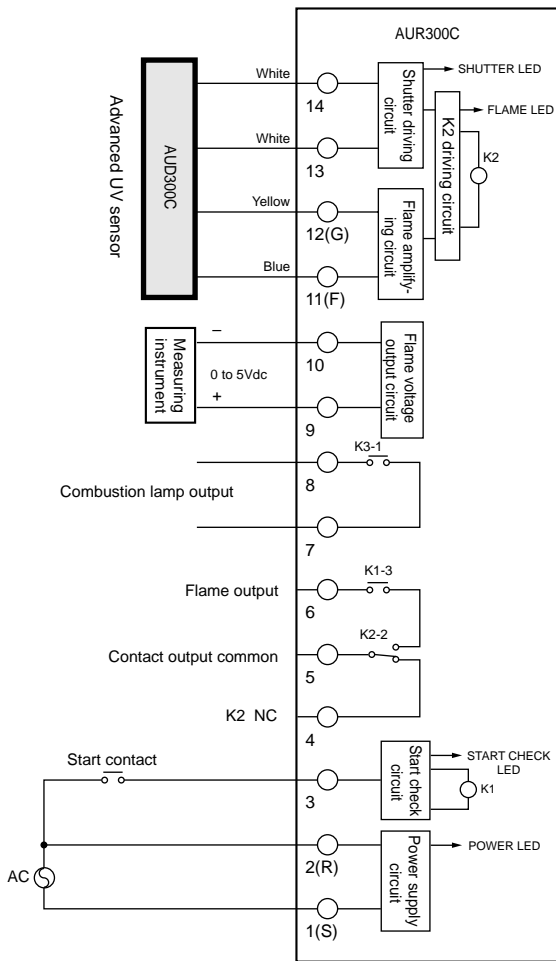 AUR300C
Advanced UV sensor
AUD300C
White
14
Shutter driving
circuit
SHUTTER LED
K2 driving circuit
FLAME LED
K2
White
13
Yellow
12(G)
Flame amplify-
ing circuit
Blue
11(F)
Measuring
instrument
–
10
0 to 5Vdc
Flame voltage
output circuit
+
9
K3-1
8
Combustion lamp output
7
K1-3
Flame output
6
K2-2
Contact output common
5
K2 NC
4
Start contact
3
Start check
circuit
START CHECK
LED
K1
2(R)
Power supply
circuit
POWER LED
AC
1(S)